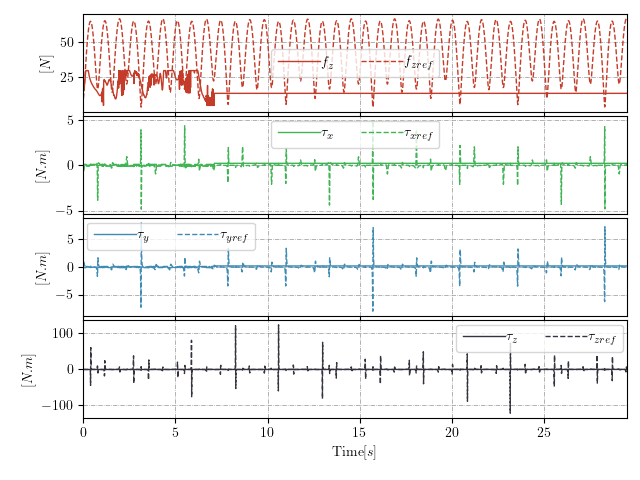 [N]
50
25
f_z f_zref
[N.m]
5
0
−5
τ_x τ_xref
[N.m]
5
0
−5
τ_y τ_yref
[N.m]
100
0
−100
τ_z τ_zref
0 5 10 15 20 25
Time[s]